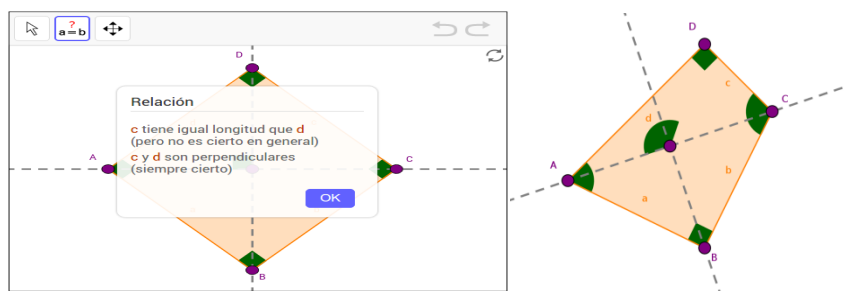 ?
a=b
D
Relación
c tiene igual longitud que d
(pero no es cierto en general)
c y d son perpendiculares
(siempre cierto)
OK
A
C
B
D
c
C
d
A
b
a
B